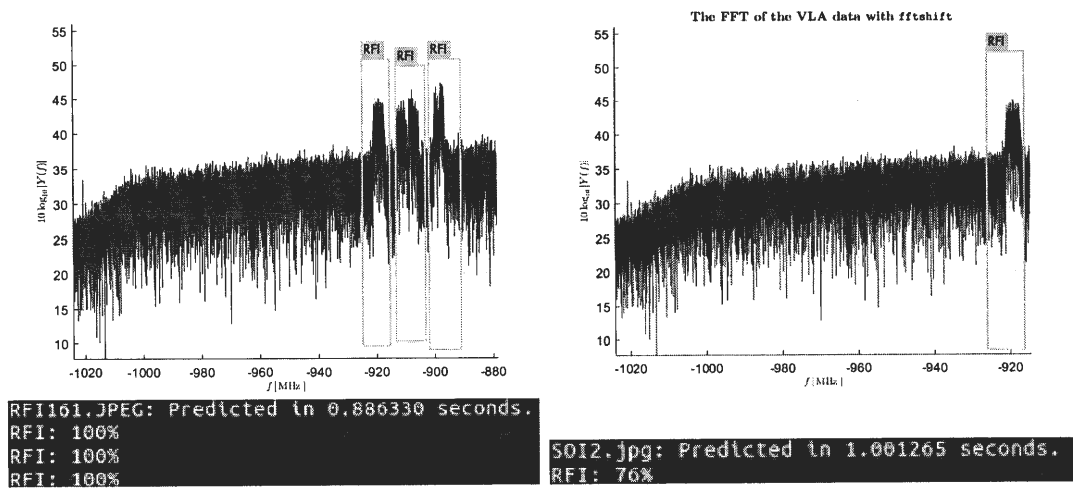 The FFT of the VLA data with fftshift
55
50
45
40
35
30
25
20
15
10
10 log₁₀ |Y(f)|
RFI
RFI
RFI
-1020
-1000
-980
-960
-940
-920
-900
-880
f [MHz]
RFI161.JPEG: Predicted in 0.886330 seconds.
RFI: 100%
RFI: 100%
RFI: 100%
55
50
45
40
35
30
25
20
15
10
10 log₁₀ |Y(f)|
RFI
-1020
-1000
-980
-960
-940
-920
f [MHz]
SOI2.jpg: Predicted in 1.001265 seconds.
RFI: 76%